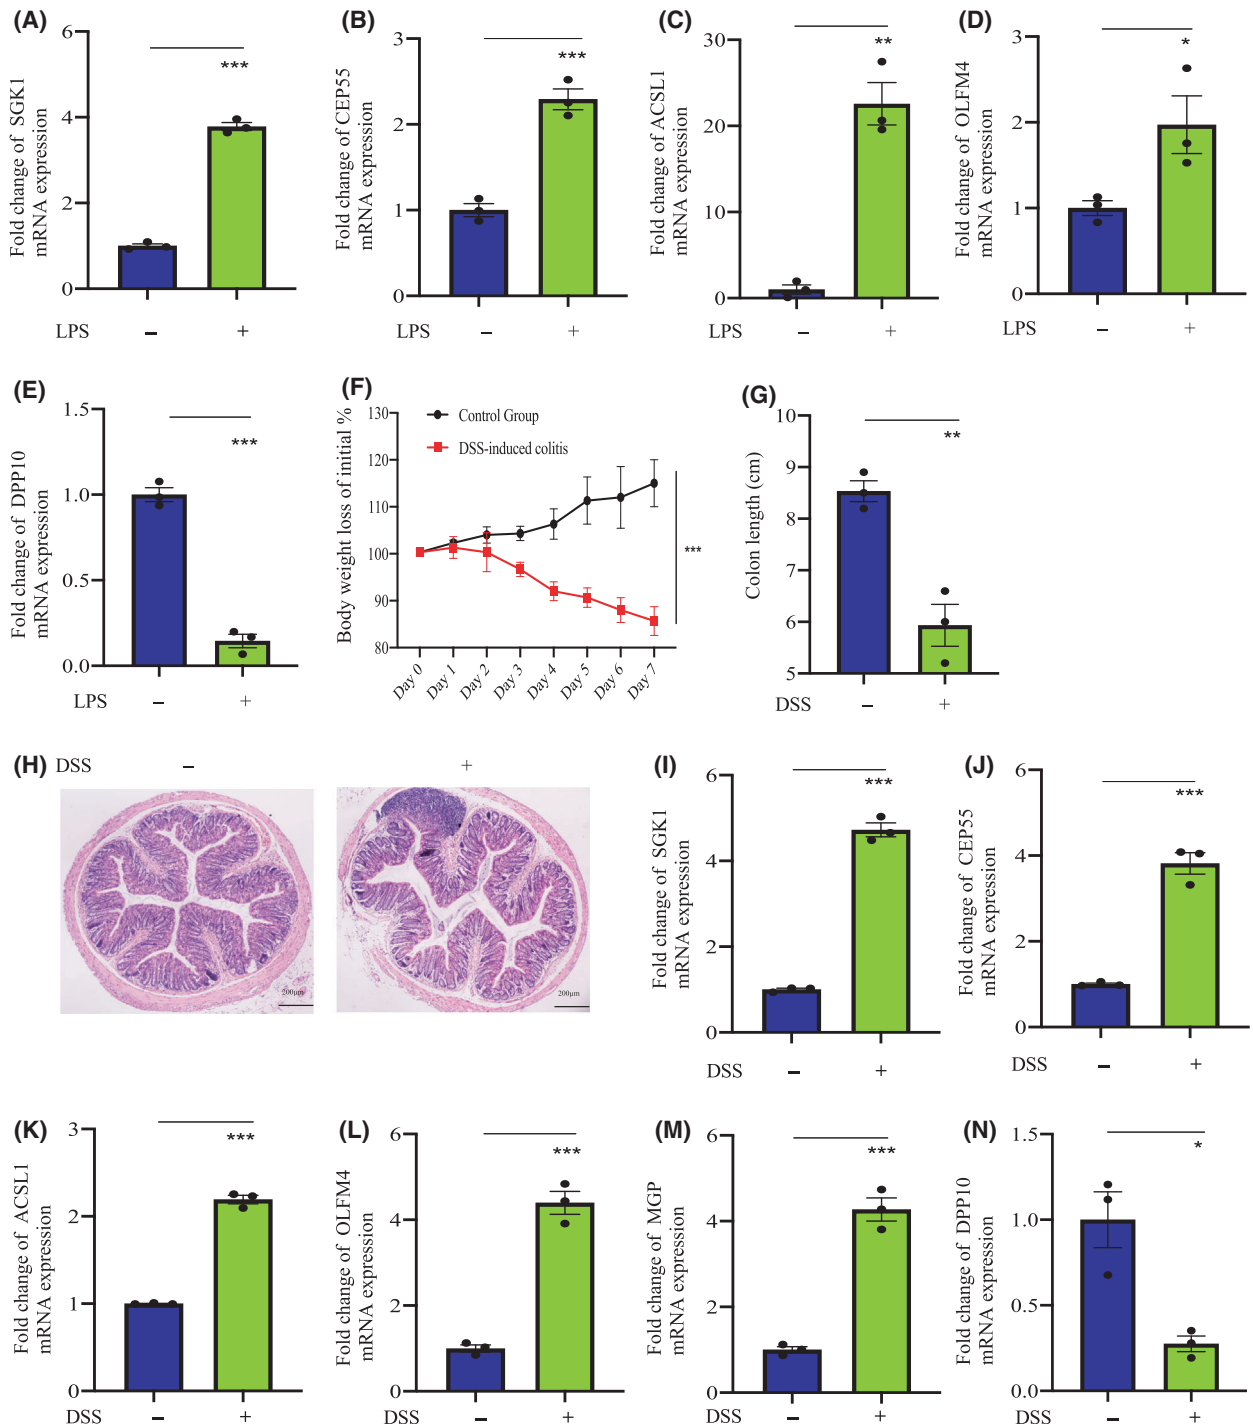 (A)
Fold change of SGK1
mRNA expression
6
4
2
0
***
LPS
–
+
(B)
Fold change of CEP55
mRNA expression
3
2
1
0
***
LPS
–
+
(C)
Fold change of ACSL1
mRNA expression
30
20
10
0
**
LPS
–
+
(D)
Fold change of OLFM4
mRNA expression
3
2
1
0
*
LPS
–
+
(E)
Fold change of DPP10
mRNA expression
1.5
1.0
0.5
0.0
***
LPS
–
+
(F)
Body weight loss of initial %
130
120
110
100
90
80
Control Group
DSS-induced colitis
***
Day 0
Day 1
Day 2
Day 3
Day 4
Day 5
Day 6
Day 7
(G)
Colon length (cm)
10
9
8
7
6
5
**
DSS
–
+
(H)
DSS
–
+
200μm
200μm
(I)
Fold change of SGK1
mRNA expression
6
4
2
0
***
DSS
–
+
(J)
Fold change of CEP55
mRNA expression
6
4
2
0
***
DSS
–
+
(K)
Fold change of ACSL1
mRNA expression
3
2
1
0
***
DSS
–
+
(L)
Fold change of OLFM4
mRNA expression
6
4
2
0
***
DSS
–
+
(M)
Fold change of MGP
mRNA expression
6
4
2
0
***
DSS
–
+
(N)
Fold change of DPP10
mRNA expression
1.5
1.0
0.5
0.0
*
DSS
–
+